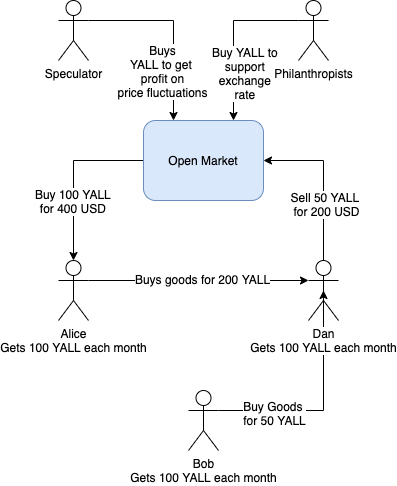 Speculator
Buys
YALL to get
profit on
price fluctuations
Buy YALL to
support
exchange
rate
Philanthropists
Open Market
Buy 100 YALL
for 400 USD
Sell 50 YALL
for 200 USD
Buys goods for 200 YALL
Alice
Gets 100 YALL each month
Dan
Gets 100 YALL each month
Buy Goods
for 50 YALL
Bob
Gets 100 YALL each month